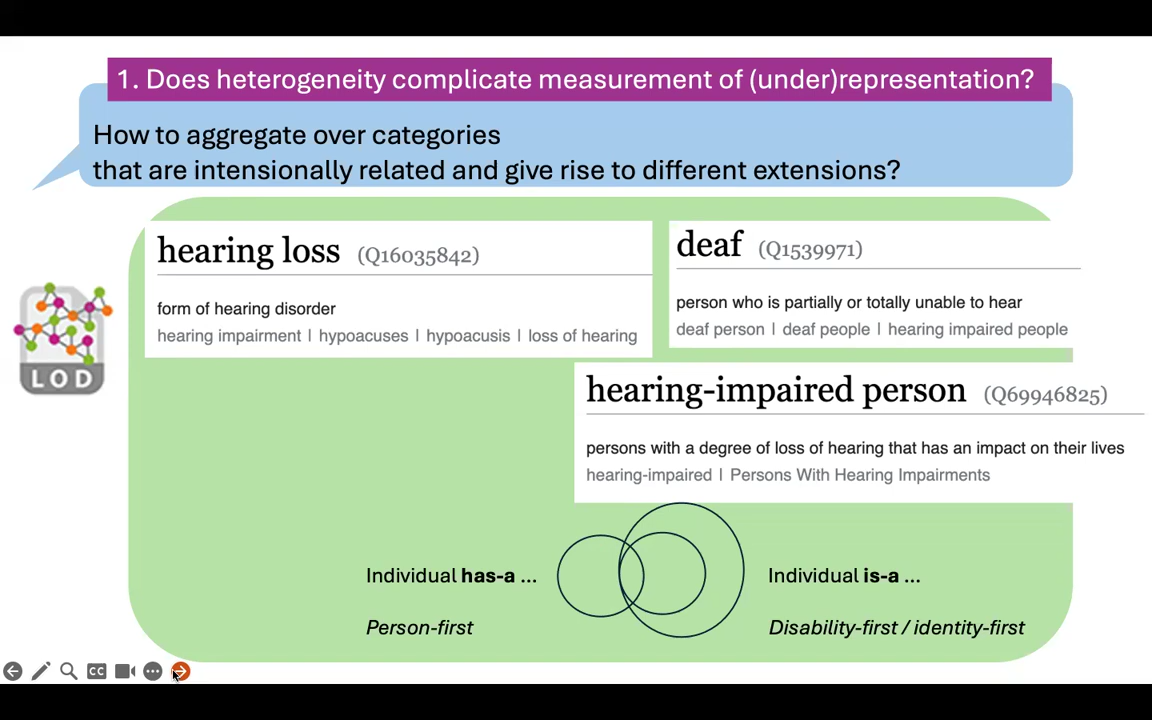 1. Does heterogeneity complicate measurement of (under)representation?
How to aggregate over categories
that are intensionally related and give rise to different extensions?
hearing loss (Q16035842)
form of hearing disorder
hearing impairment | hypoacuses | hypoacusis | loss of hearing
deaf (Q1539971)
person who is partially or totally unable to hear
deaf person | deaf people | hearing impaired people
LOD
hearing-impaired person (Q69946825)
persons with a degree of loss of hearing that has an impact on their lives
hearing-impaired | Persons With Hearing Impairments
Individual has-a ...
Individual is-a ...
Person-first
Disability-first / identity-first
CC